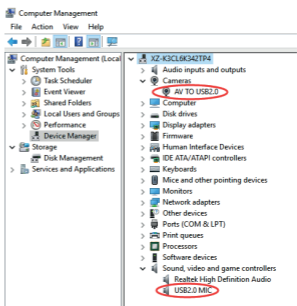 Computer Management
File Action View Help
Computer Management (Local
System Tools
Task Scheduler
Event Viewer
Shared Folders
Local Users and Groups
Performance
Device Manager
Storage
Disk Management
Services and Applications
XZ-K3CL6K342TP4
Audio inputs and outputs
Cameras
AV TO USB2.0
Computer
Disk drives
Display adapters
Firmware
Human Interface Devices
IDE ATA/ATAPI controllers
Keyboards
Mice and other pointing devices
Monitors
Network adapters
Other devices
Ports (COM & LPT)
Print queues
Processors
Software devices
Sound, video and game controllers
Realtek High Definition Audio
USB2.0 MIC